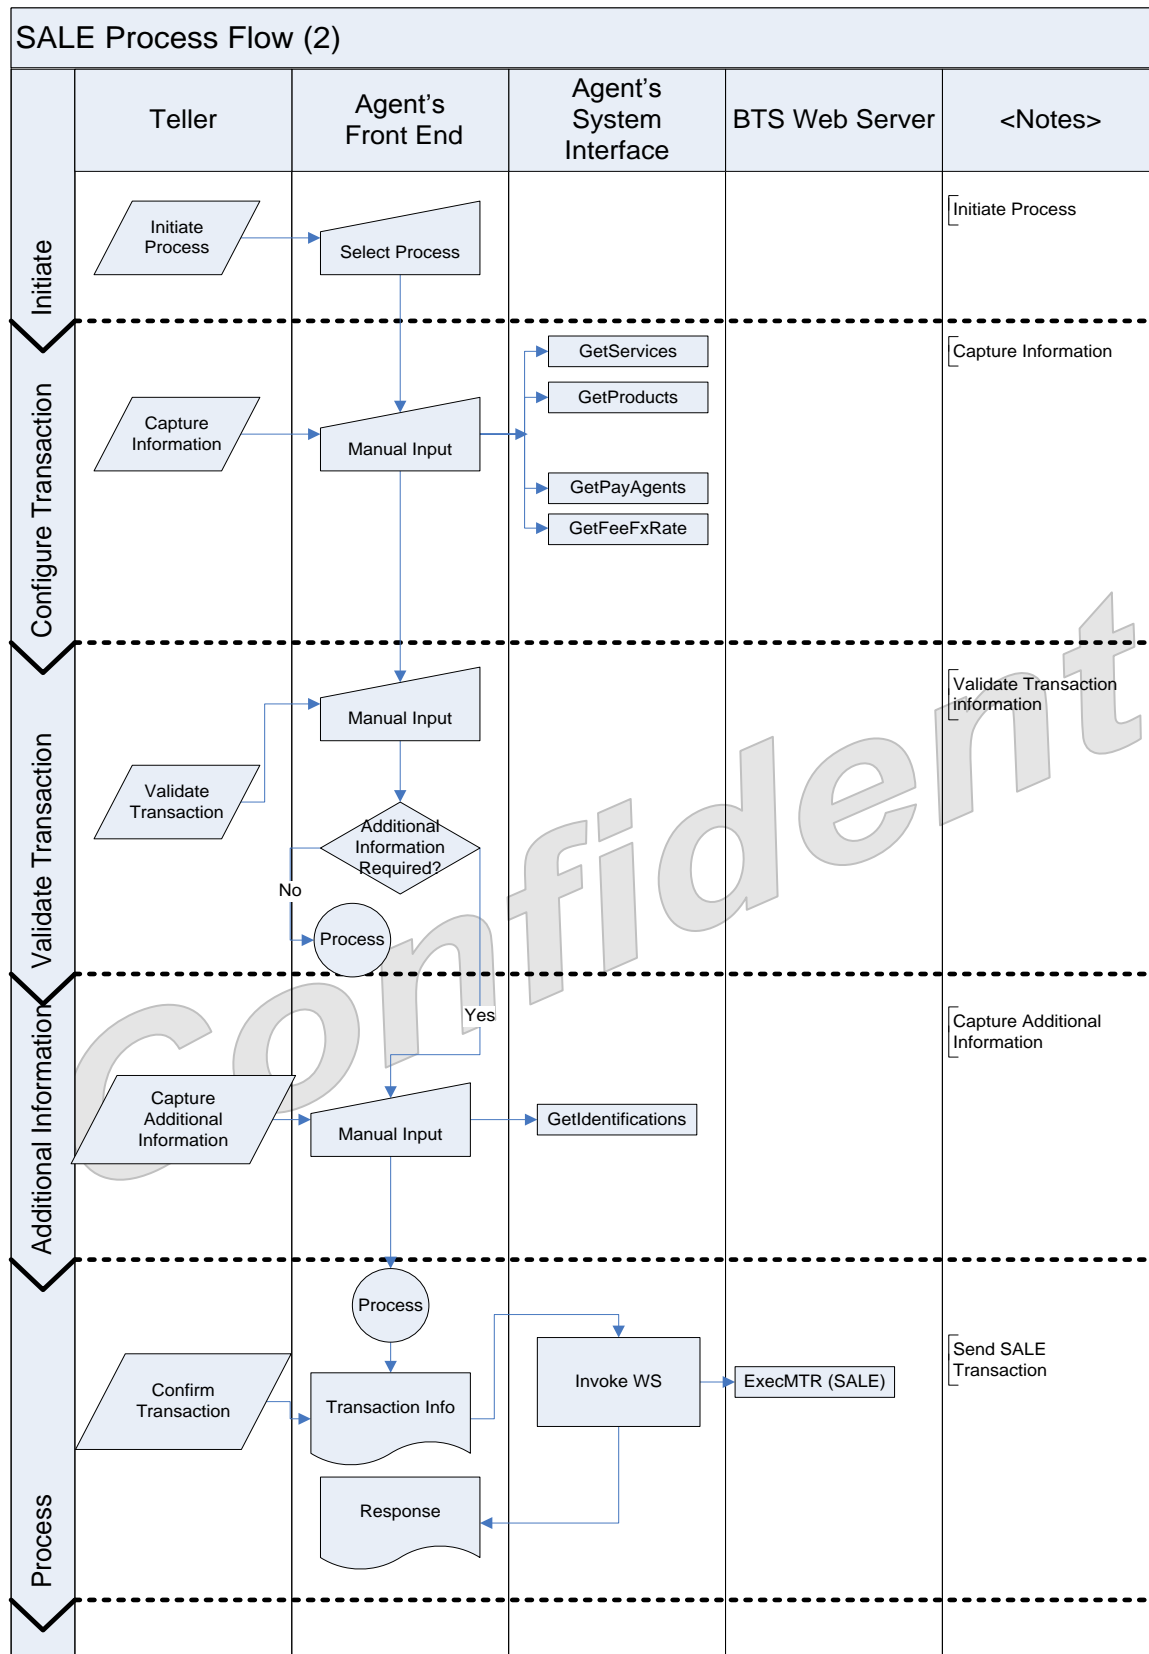 SALE Process Flow (2)
Teller
Agent's
Front End
Agent's
System
Interface
BTS Web Server
<Notes>
Initiate
Initiate
Process
Select Process
Initiate Process
Configure Transaction
Capture
Information
Manual Input
GetServices
GetProducts
GetPayAgents
GetFeeFxRate
Capture Information
Validate Transaction
Validate
Transaction
Manual Input
Additional
Information
Required?
No
Process
Yes
Validate Transaction
information
Additional Information
Capture
Additional
Information
Manual Input
GetIdentifications
Capture Additional
Information
Process
Confirm
Transaction
Process
Transaction Info
Response
Invoke WS
ExecMTR (SALE)
Send SALE
Transaction
Confident